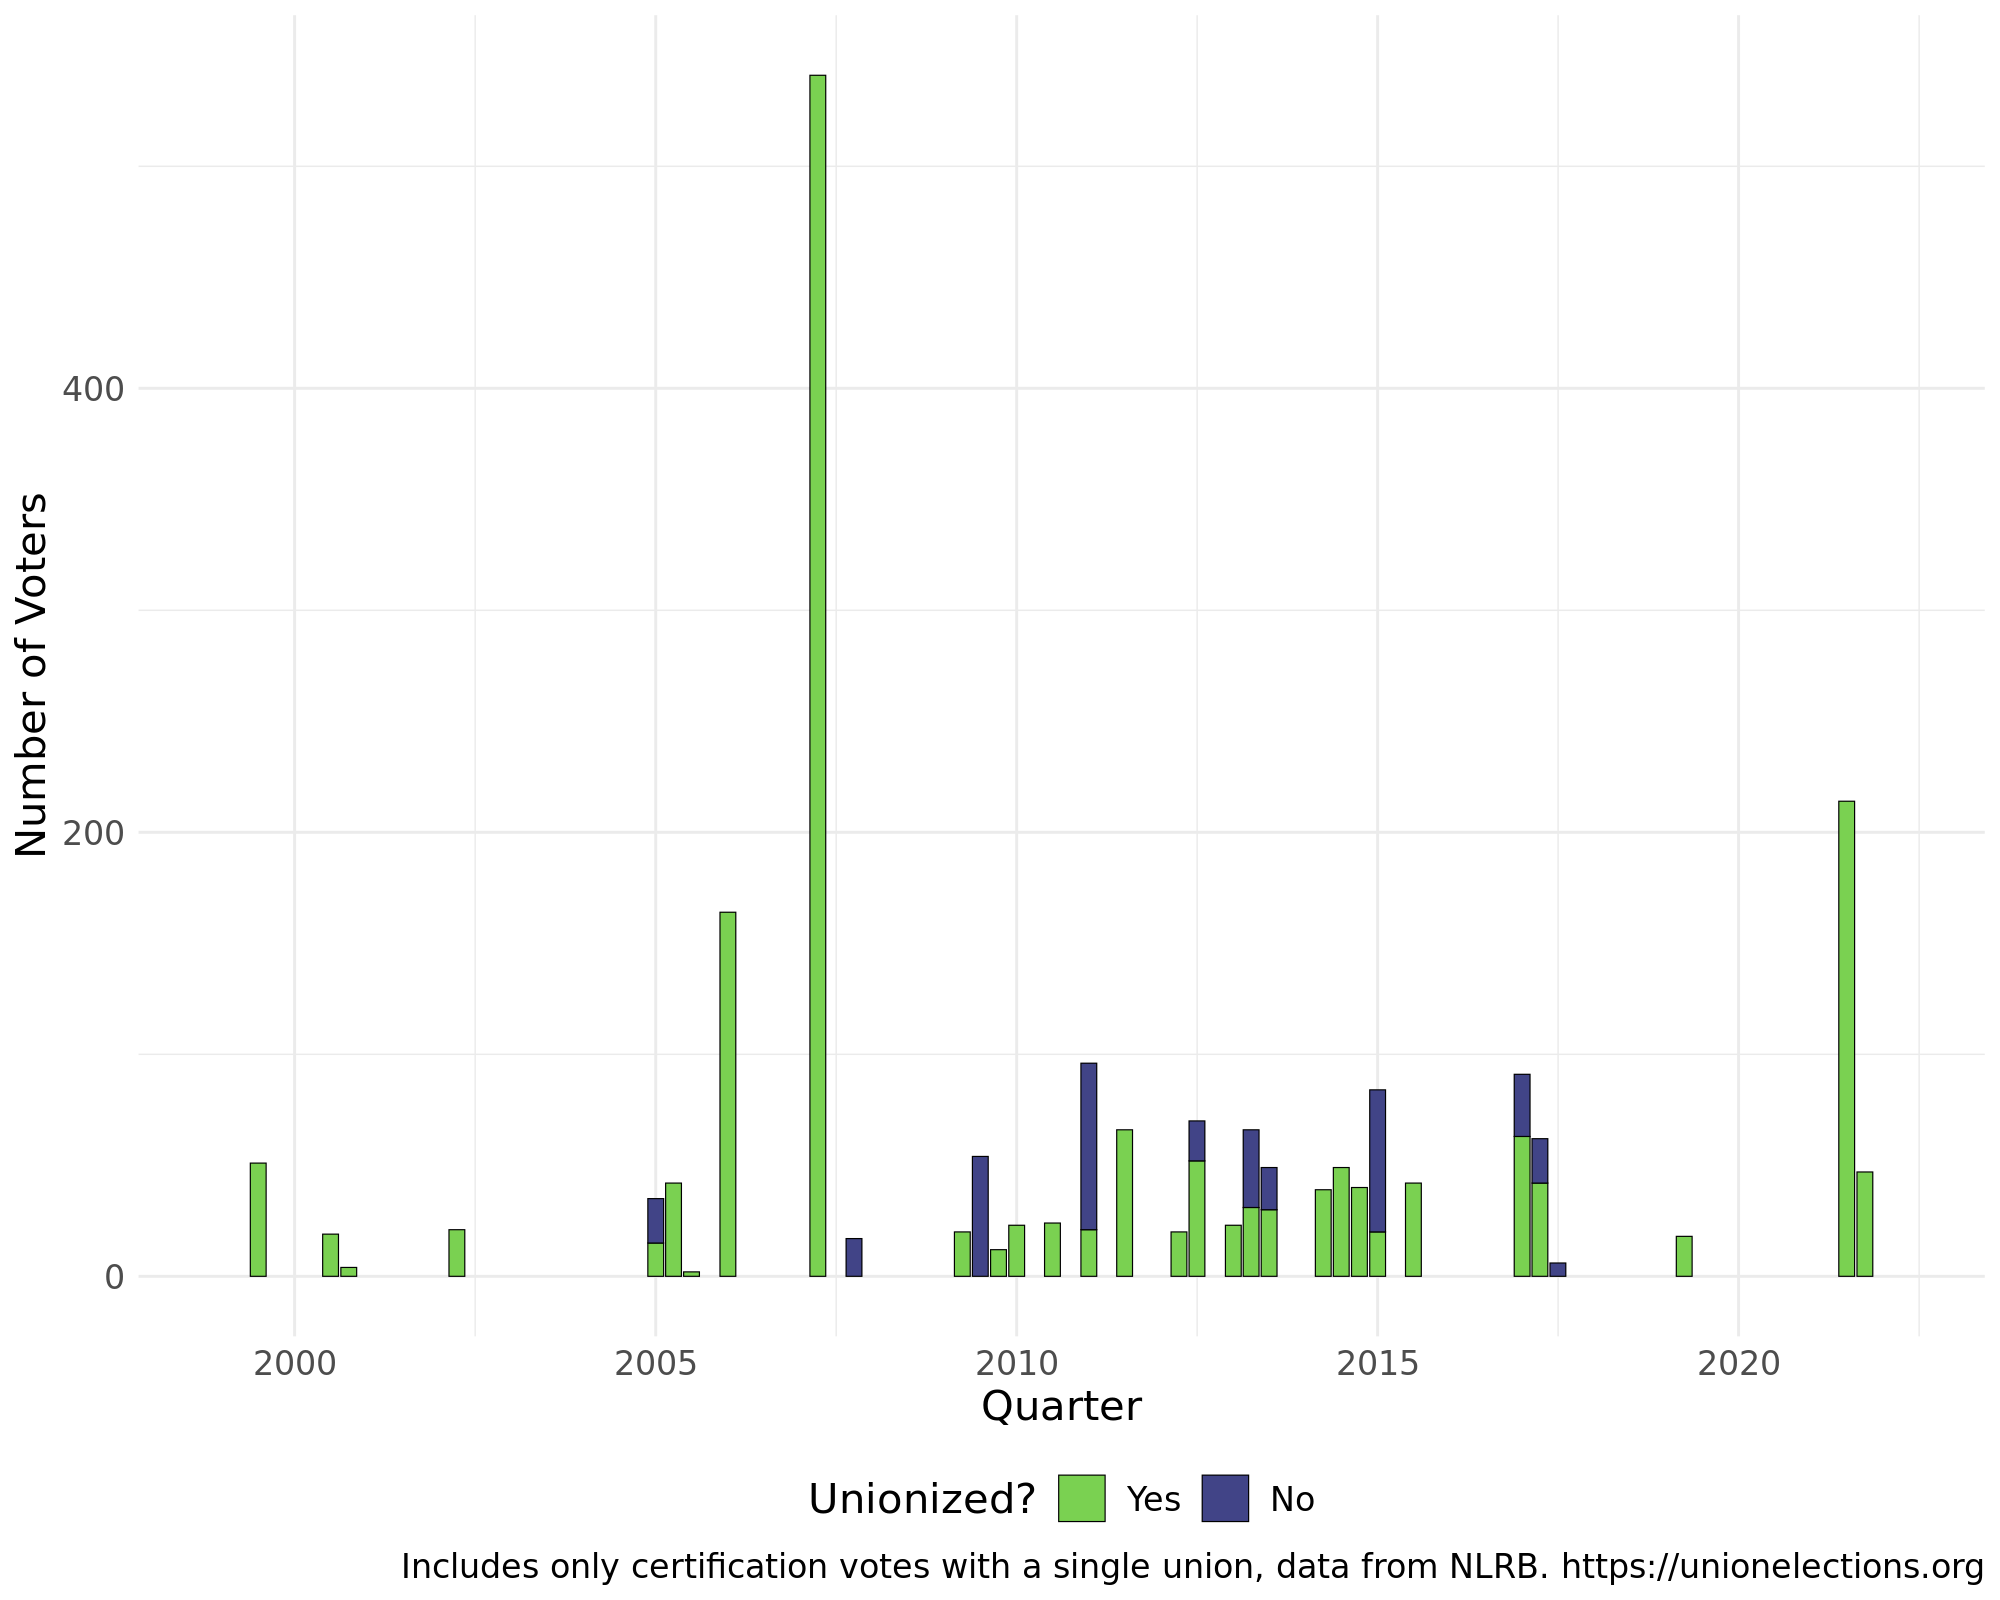 Number of Voters
400
200
0
2000 2005 2010 2015 2020
Quarter
Unionized? Yes No
Includes only certification votes with a single union, data from NLRB. https://unionelections.org